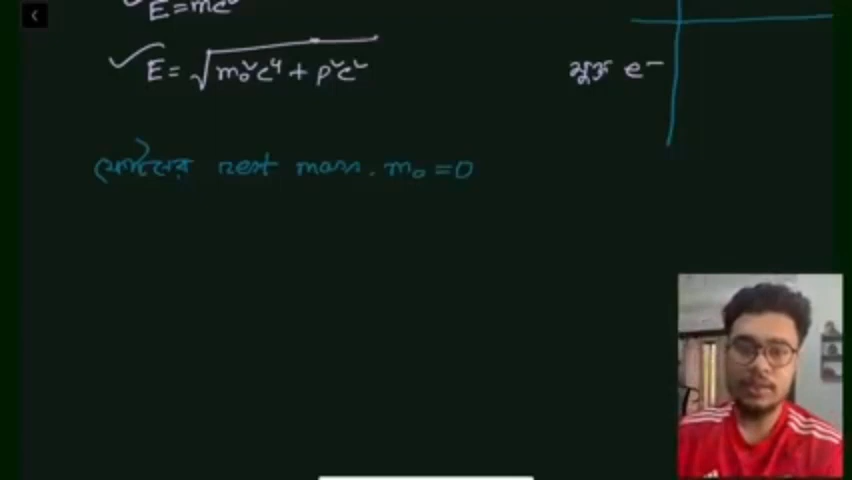 E=mc²
E = √m₀²c⁴ + p²c²
মুক্ত e⁻
ফোটনের rest mass. m₀ = 0